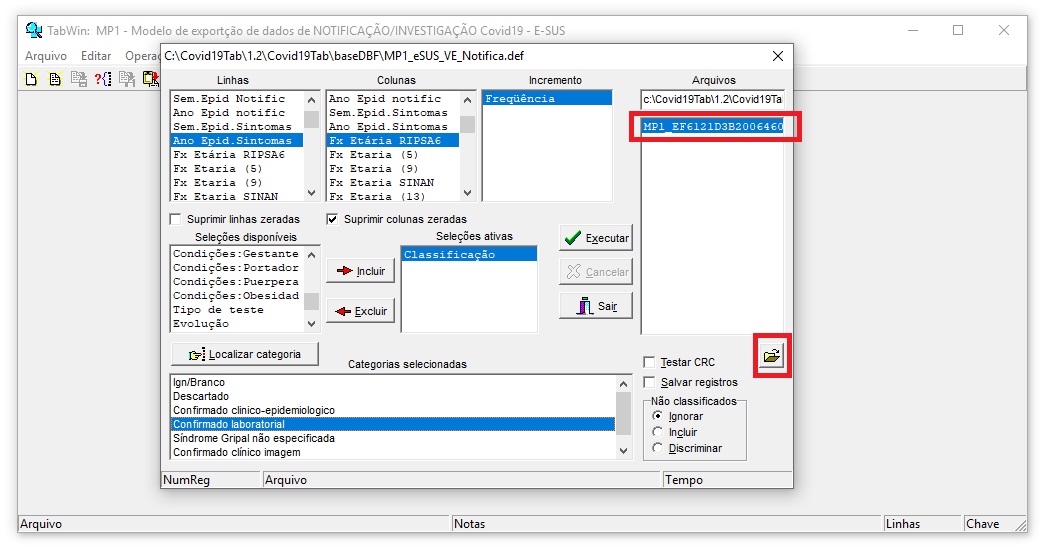 TabWin: MP1 - Modelo de exportção de dados de NOTIFICAÇÃO/INVESTIGAÇÃO Covid19 - E-SUS
Arquivo Editar Operaç
C:\Covid19Tab\1.2\Covid19Tab\baseDBF\MP1_eSUS_VE_Notifica.def
Linhas
Sem.Epid Notific
Ano Epid notific
Sem.Epid.Sintomas
Ano Epid.Sintomas
Fx Etária RIPSA6
Fx Etaria (5)
Fx Etaria (9)
Fx Etaria SINAN
Colunas
Ano Epid notific
Sem.Epid.Sintomas
Ano Epid.Sintomas
Fx Etária RIPSA6
Fx Etaria (5)
Fx Etaria (9)
Fx Etaria SINAN
Fx Etaria (13)
Incremento
Freqüência
Arquivos
c:\Covid19Tab\1.2\Covid19Ta
MP1_EF6121D3B2006460
Suprimir linhas zeradas
Suprimir colunas zeradas
Seleções disponíveis
Condições:Gestante
Condições:Portador
Condições:Puerpera
Condições:Obesidad
Tipo de teste
Evolução
Incluir
Excluir
Seleções ativas
Classificação
Executar
Cancelar
Sair
Localizar categoria
Categorias selecionadas
Ign/Branco
Descartado
Confirmado clinico-epidemiologico
Confirmado laboratorial
Síndrome Gripal não especificada
Confirmado clínico imagem
Testar CRC
Salvar registros
Não classificados
Ignorar
Incluir
Discriminar
NumReg Arquivo Tempo
Arquivo Notas Linhas Chave